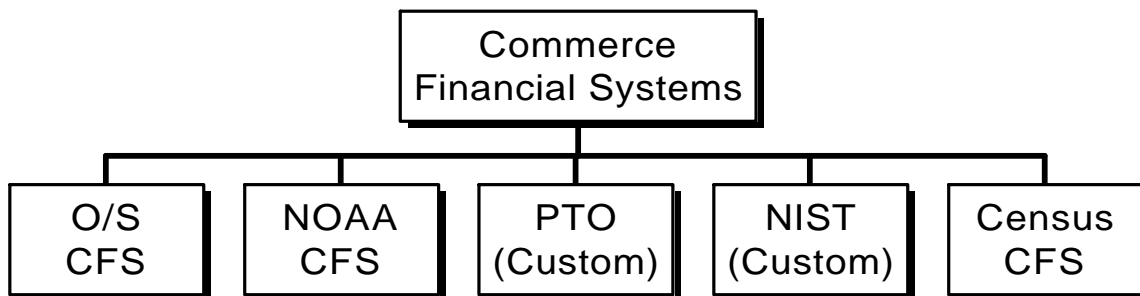 Commerce
Financial Systems
O/S
CFS
NOAA
CFS
PTO
(Custom)
NIST
(Custom)
Census
CFS